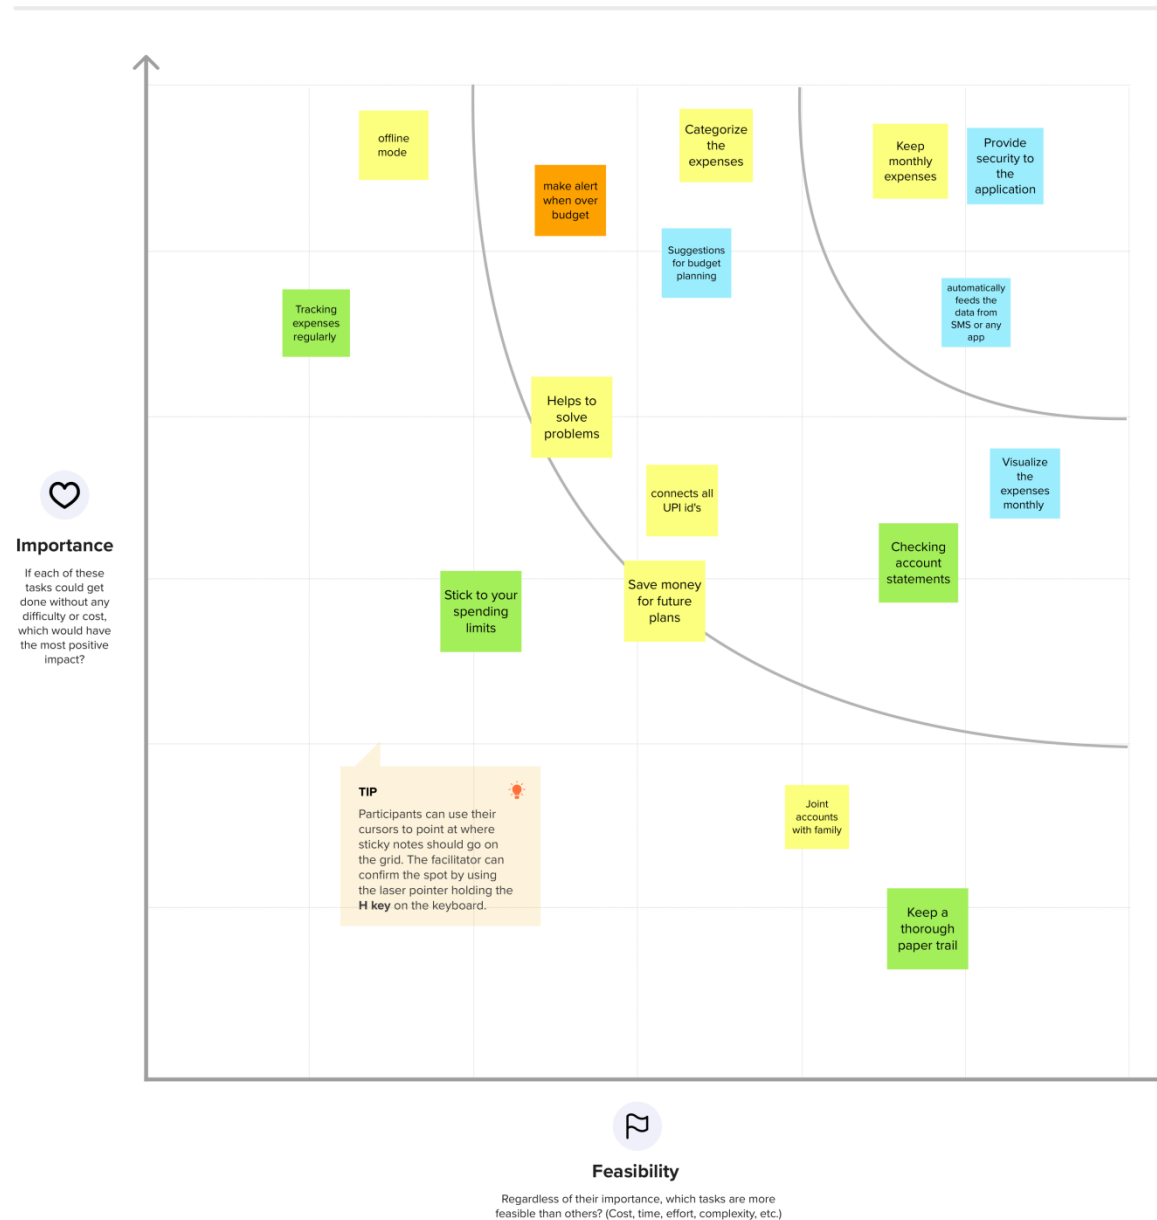 offline
mode
Categorize
the
expenses
Keep
monthly
expenses
Provide
security to
the
application
make alert
when over
budget
Suggestions
for budget
planning
automatically
feeds the
data from
SMS or any
app
Tracking
expenses
regularly
Helps to
solve
problems
connects all
UPI id's
Visualize
the
expenses
monthly
Checking
account
statements
Stick to your
spending
limits
Save money
for future
plans
Importance
If each of these
tasks could get
done without any
difficulty or cost,
which would have
the most positive
impact?
TIP
Participants can use their
cursors to point at where
sticky notes should go on
the grid. The facilitator can
confirm the spot by using
the laser pointer holding the
H key on the keyboard.
Joint
accounts
with family
Keep a
thorough
paper trail
Feasibility
Regardless of their importance, which tasks are more
feasible than others? (Cost, time, effort, complexity, etc.)